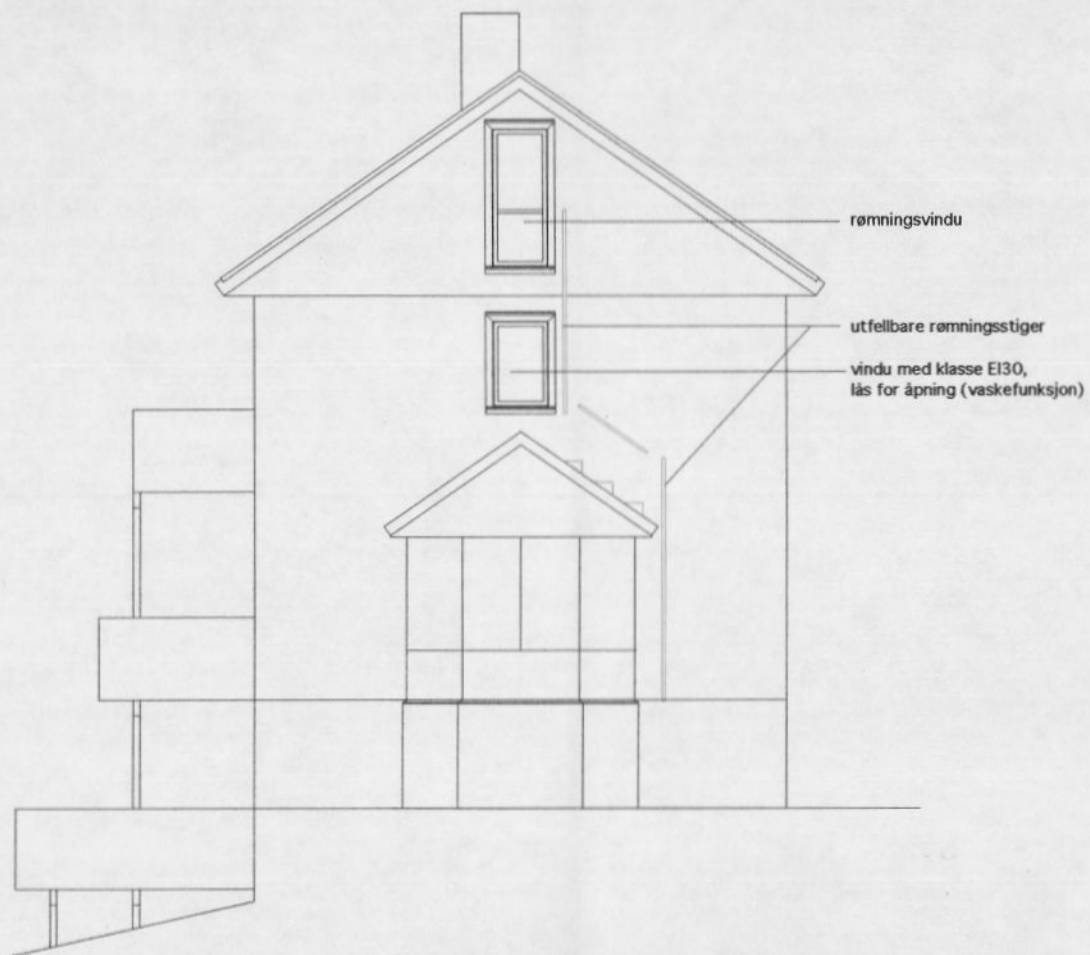 rømningsvindu
utfellbare rømningsstiger
vindu med klasse EI30,
lås for åpning (vaskefunksjon)